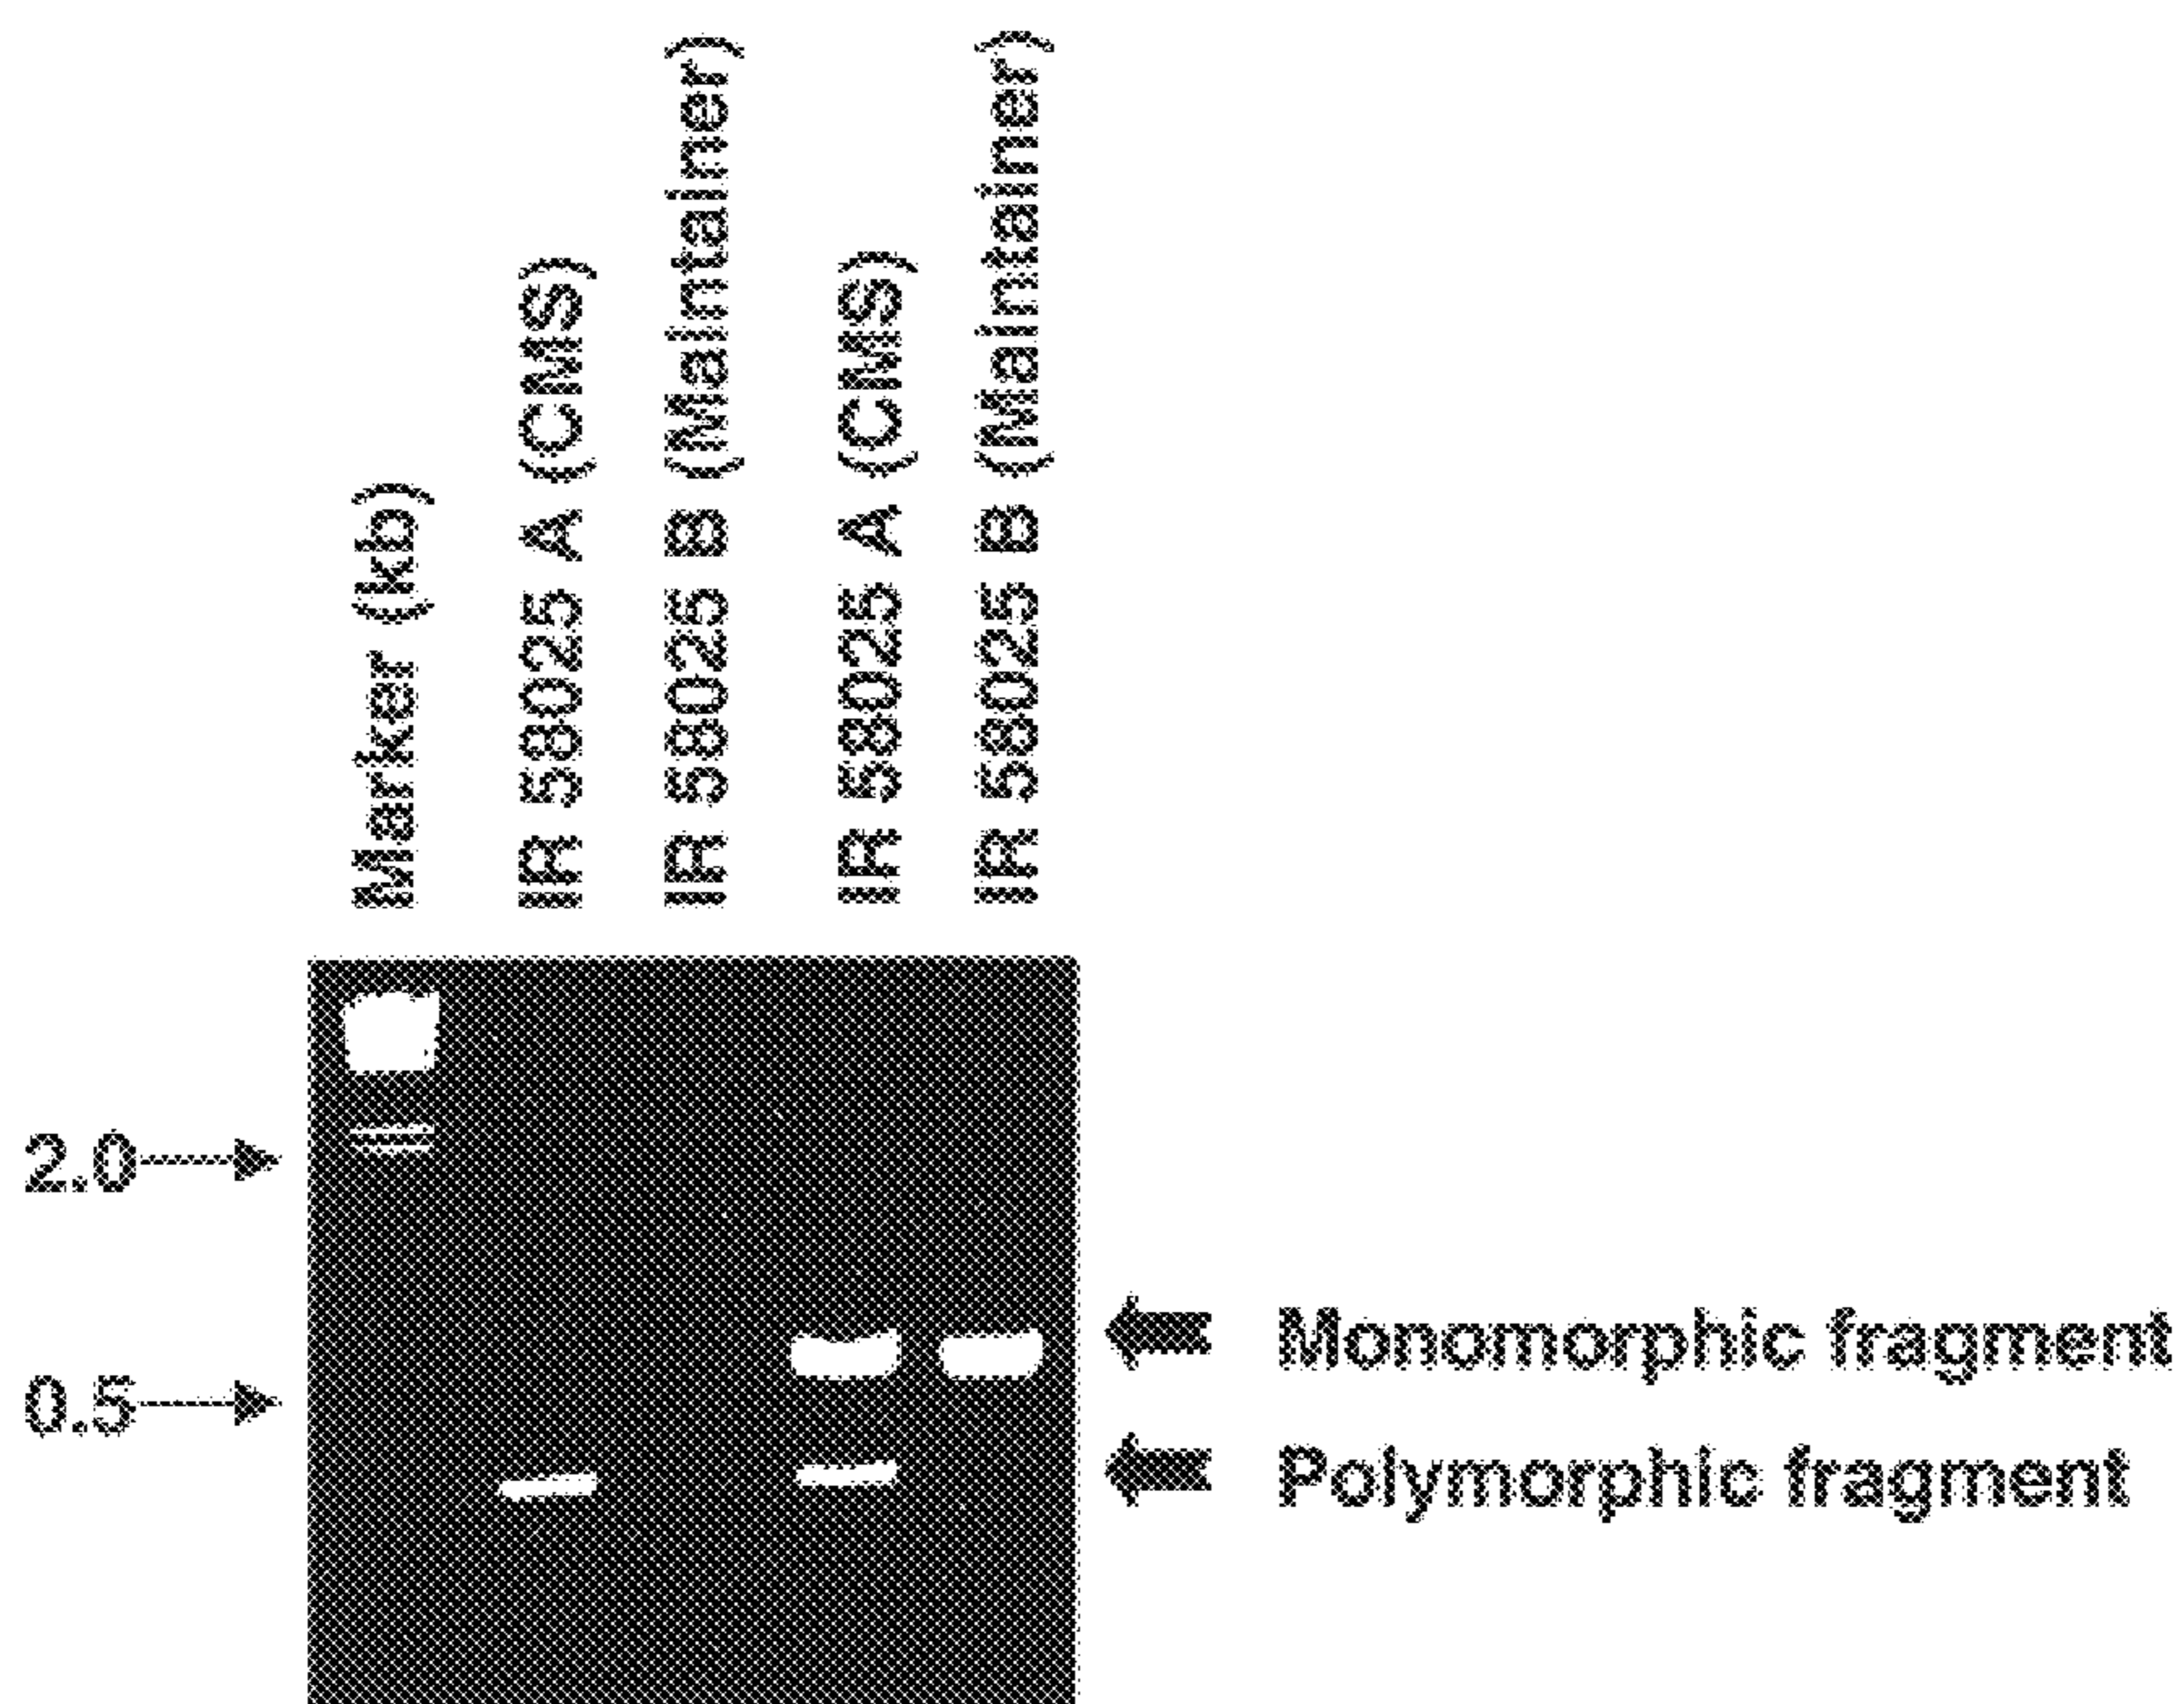 Marker (kb)
IR 58025 A (CMS)
IR 58025 B (Maintainer)
IR 58025 A (CMS)
IR 58025 B (Maintainer)
2.0
0.5
Monomorphic fragment
Polymorphic fragment